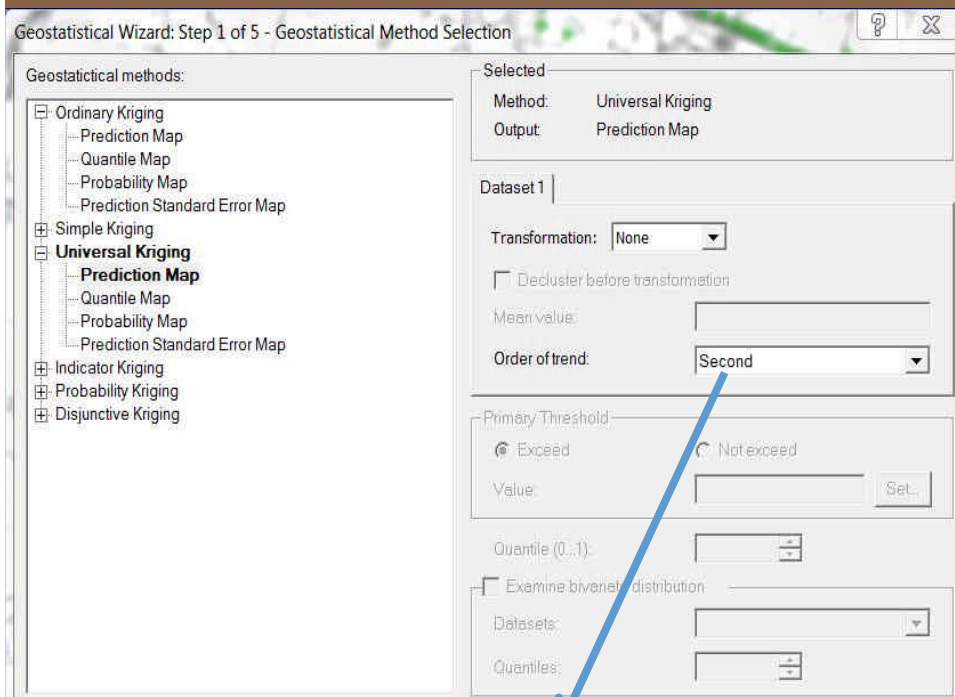 Geostatistical Wizard: Step 1 of 5 - Geostatistical Method Selection
Geostatictical methods:
Ordinary Kriging
Prediction Map
Quantile Map
Probability Map
Prediction Standard Error Map
Simple Kriging
Universal Kriging
Prediction Map
Quantile Map
Probability Map
Prediction Standard Error Map
Indicator Kriging
Probability Kriging
Disjunctive Kriging
Selected
Method: Universal Kriging
Output: Prediction Map
Dataset 1
Transformation: None
Decluster before transformation
Mean value:
Order of trend: Second
Primary Threshold
Exceed Not exceed
Value: Set...
Quantile (0...1):
Examine bivariate distribution
Datasets:
Quantiles: